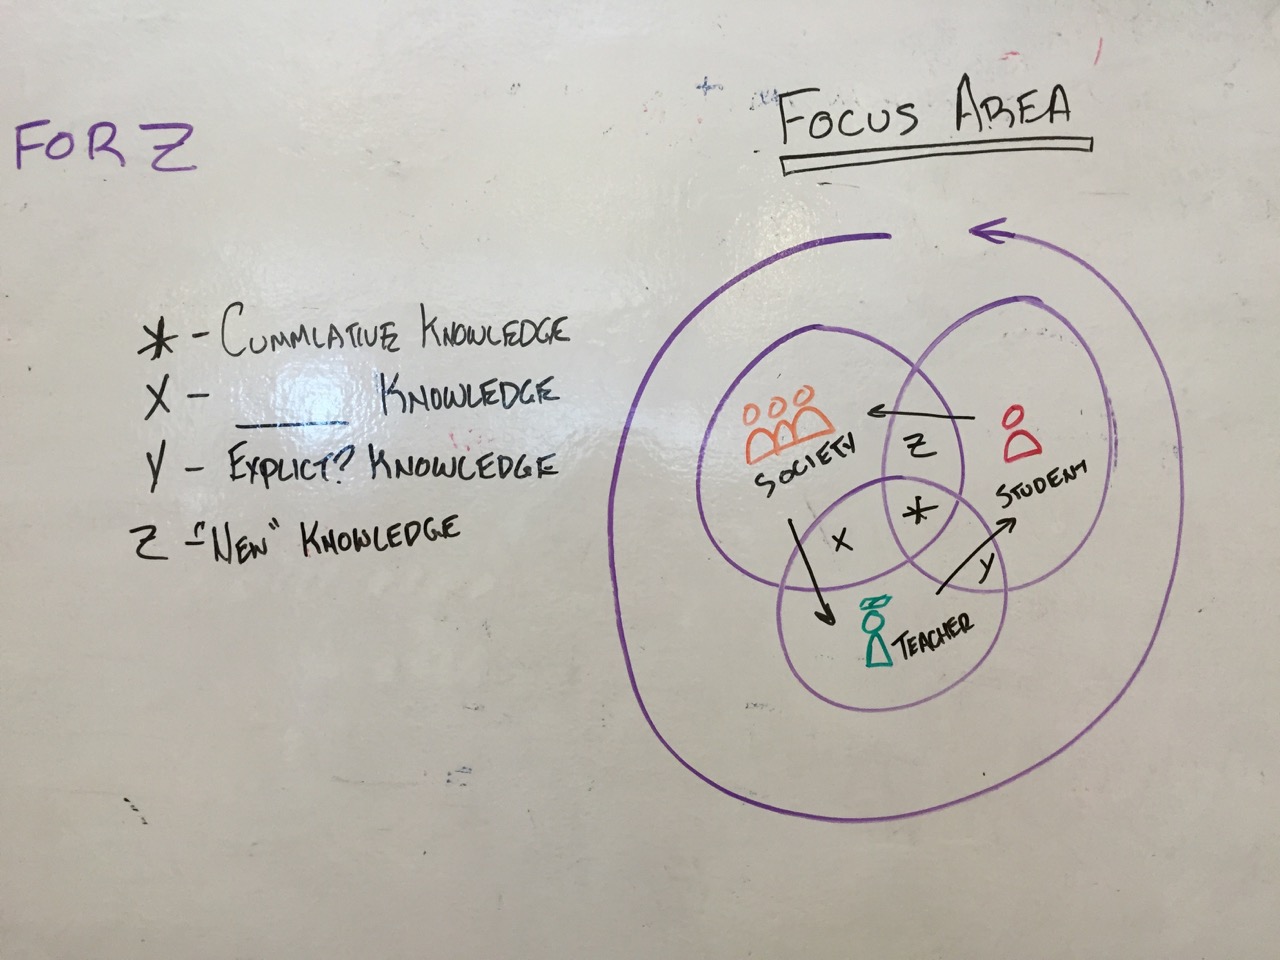 FOR Z
FOCUS AREA
* - CUMMLATIVE KNOWLEDGE
X - ______ KNOWLEDGE
Y - EXPLICT? KNOWLEDGE
Z - "NEW" KNOWLEDGE
SOCIETY
Z
STUDENT
*
X
Y
TEACHER